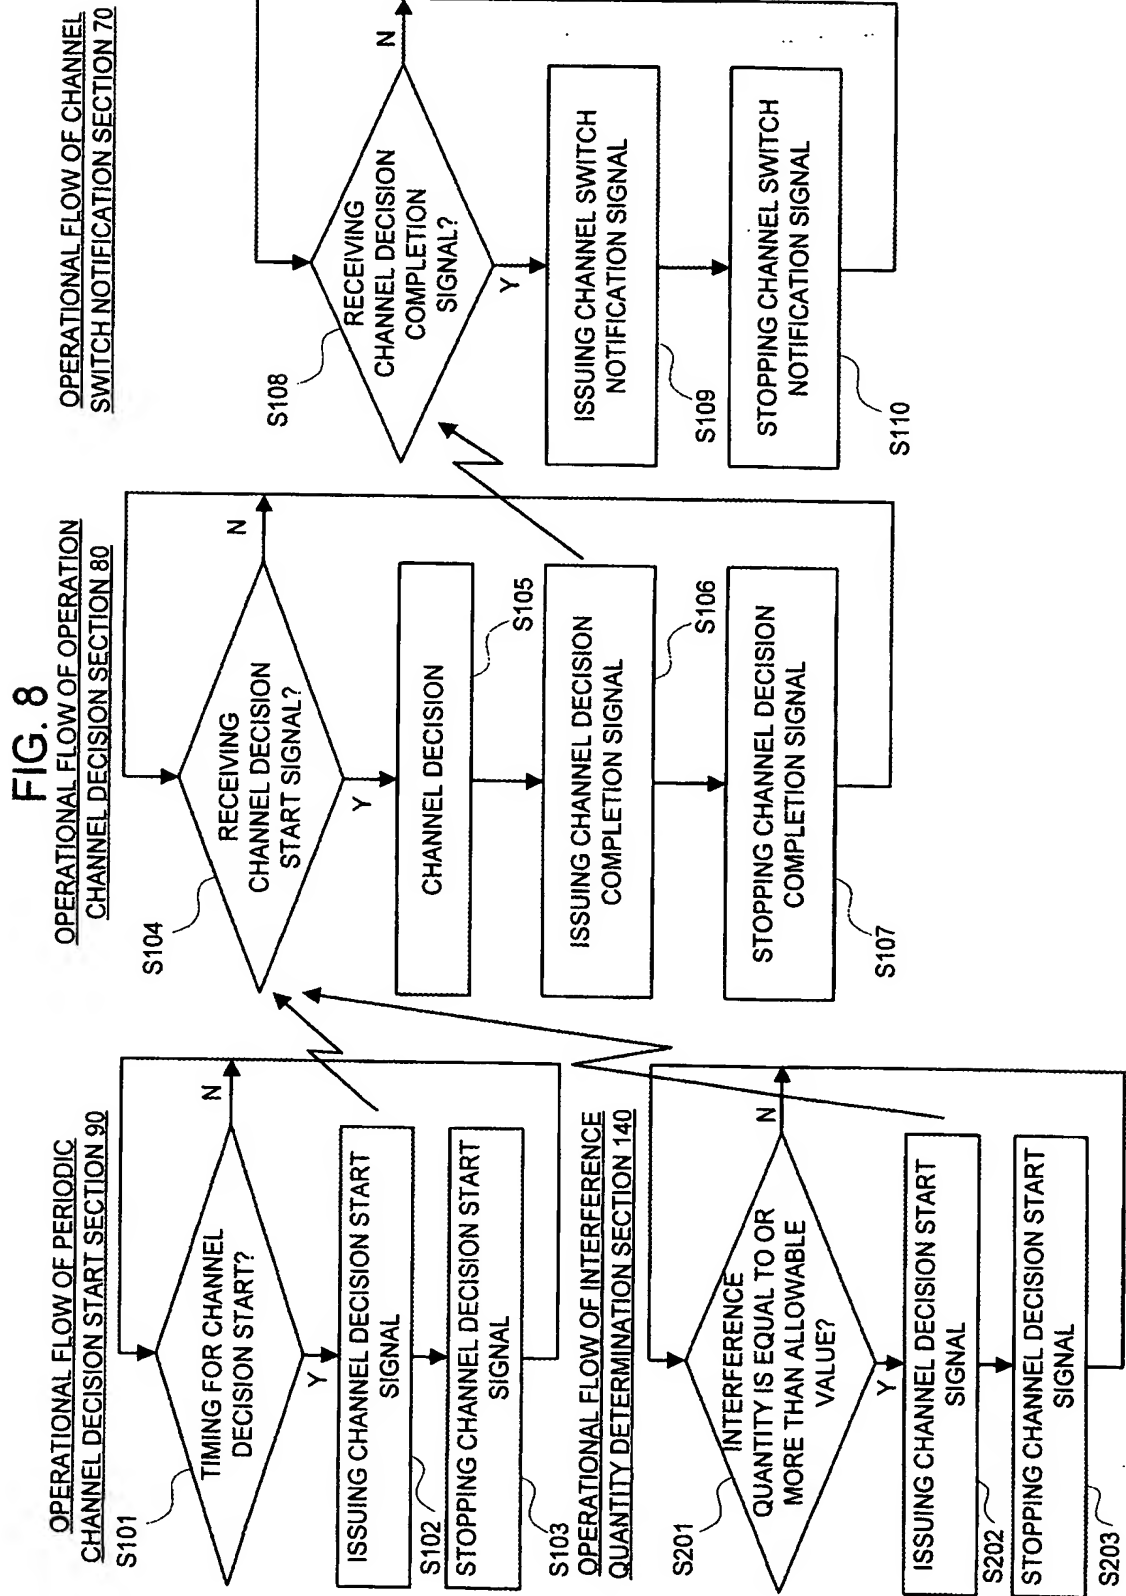 FIG. 8
OPERATIONAL FLOW OF PERIODIC
CHANNEL DECISION START SECTION 90
S101
TIMING FOR CHANNEL
DECISION START?
N
Y
ISSUING CHANNEL DECISION START
SIGNAL
S102
STOPPING CHANNEL DECISION START
SIGNAL
S103
OPERATIONAL FLOW OF INTERFERENCE
QUANTITY DETERMINATION SECTION 140
S201
INTERFERENCE
QUANTITY IS EQUAL TO OR
MORE THAN ALLOWABLE
VALUE?
N
Y
ISSUING CHANNEL DECISION START
SIGNAL
S202
STOPPING CHANNEL DECISION START
SIGNAL
S203
OPERATIONAL FLOW OF OPERATION
CHANNEL DECISION SECTION 80
S104
RECEIVING
CHANNEL DECISION
START SIGNAL?
N
Y
CHANNEL DECISION
S105
ISSUING CHANNEL DECISION
COMPLETION SIGNAL
S106
STOPPING CHANNEL DECISION
COMPLETION SIGNAL
S107
OPERATIONAL FLOW OF CHANNEL
SWITCH NOTIFICATION SECTION 70
S108
RECEIVING
CHANNEL DECISION
COMPLETION
SIGNAL?
N
Y
ISSUING CHANNEL SWITCH
NOTIFICATION SIGNAL
S109
STOPPING CHANNEL SWITCH
NOTIFICATION SIGNAL
S110